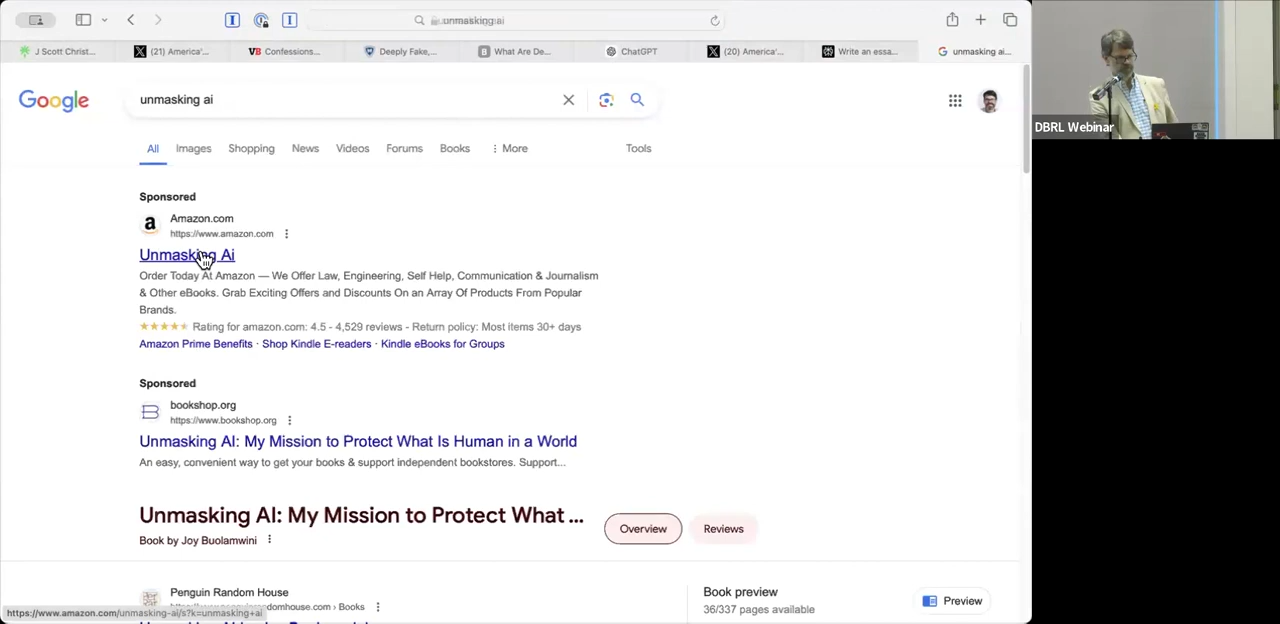 unmasking ai
J Scott Christ...
(21) America'...
Confessions...
Deeply Fake,...
What Are De...
ChatGPT
(20) America'...
Write an essa...
unmasking ai...
Google
unmasking ai
All
Images
Shopping
News
Videos
Forums
Books
More
Tools
DBRL Webinar
Sponsored
Amazon.com
https://www.amazon.com
Unmasking Ai
Order Today At Amazon — We Offer Law, Engineering, Self Help, Communication & Journalism
& Other eBooks. Grab Exciting Offers and Discounts On an Array Of Products From Popular
Brands.
Rating for amazon.com: 4.5 - 4,529 reviews - Return policy: Most items 30+ days
Amazon Prime Benefits · Shop Kindle E-readers · Kindle eBooks for Groups
Sponsored
bookshop.org
https://www.bookshop.org
Unmasking AI: My Mission to Protect What Is Human in a World
An easy, convenient way to get your books & support independent bookstores. Support...
Unmasking AI: My Mission to Protect What ...
Book by Joy Buolamwini
Overview
Reviews
Penguin Random House
› Books
Book preview
36/337 pages available
Preview
https://www.amazon.com/unmasking-ai/s?k=unmasking+ai